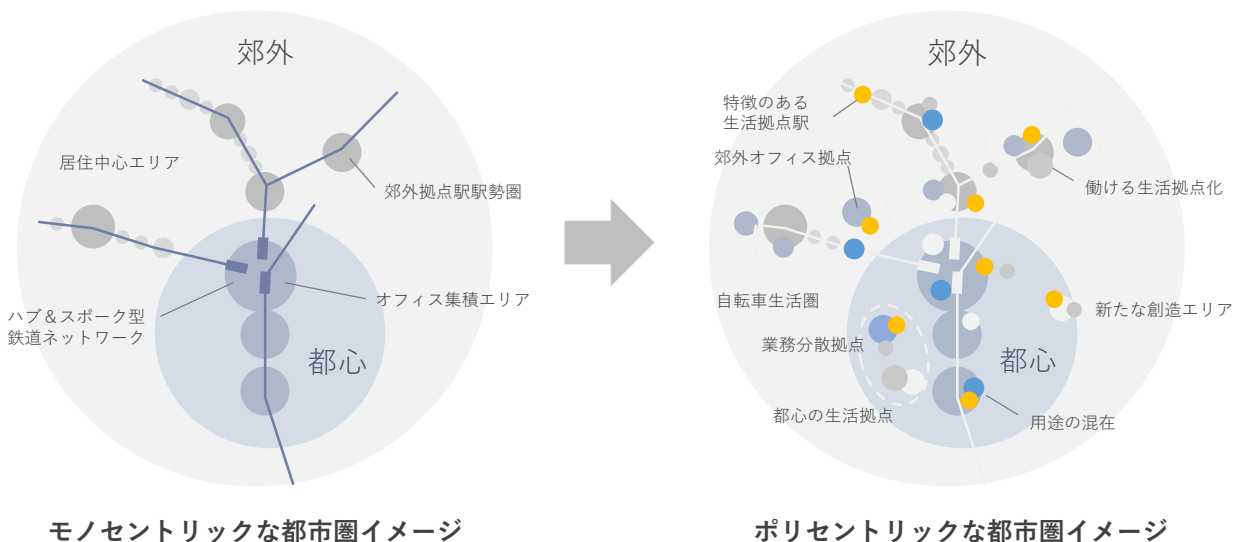 郊外
居住中心エリア
郊外拠点駅駅勢圏
ハブ＆スポーク型
鉄道ネットワーク
オフィス集積エリア
都心
モノセントリックな都市圏イメージ
郊外
特徴のある
生活拠点駅
郊外オフィス拠点
働ける生活拠点化
自転車生活圏
新たな創造エリア
業務分散拠点
都心
都心の生活拠点
用途の混在
ポリセントリックな都市圏イメージ